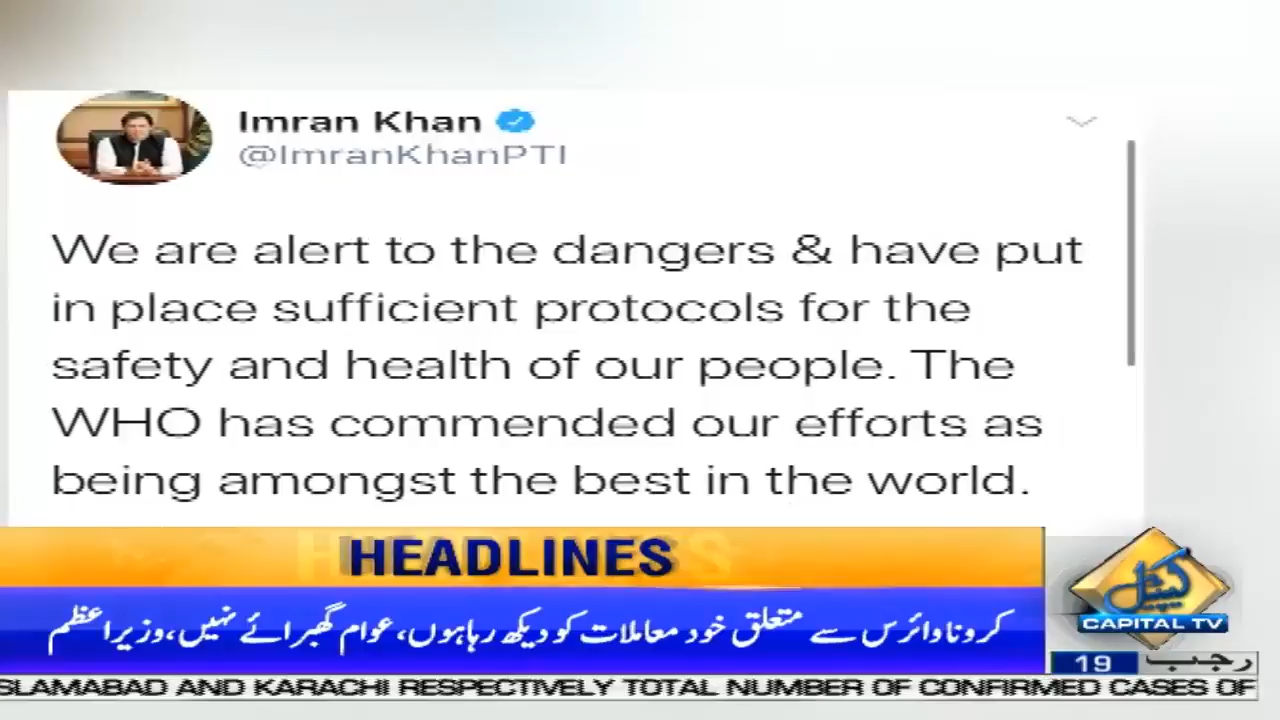 Imran Khan
@ImranKhanPTI
We are alert to the dangers & have put
in place sufficient protocols for the
safety and health of our people. The
WHO has commended our efforts as
being amongst the best in the world.
HEADLINES
کرونا وائرس سے متعلق خود معاملات کو دیکھ رہا ہوں، عوام گھبرائے نہیں، وزیراعظم
کیپیٹل
CAPITAL TV
19 رجب
SLAMABAD AND KARACHI RESPECTIVELY TOTAL NUMBER OF CONFIRMED CASES OF